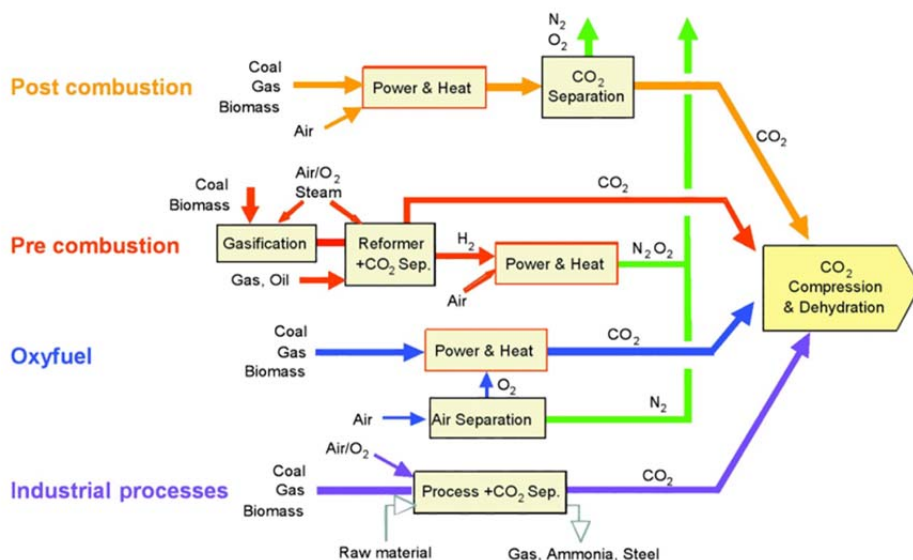 N₂
O₂
Post combustion
Coal
Gas
Biomass
Air
Power & Heat
CO₂
Separation
CO₂
Pre combustion
Coal
Biomass
Air/O₂
Steam
Gasification
Gas, Oil
Reformer
+CO₂ Sep.
CO₂
H₂
Air
Power & Heat
N₂ O₂
CO₂
Compression
& Dehydration
Oxyfuel
Coal
Gas
Biomass
Power & Heat
CO₂
O₂
Air
Air Separation
N₂
Industrial processes
Air/O₂
Coal
Gas
Biomass
Process +CO₂ Sep.
CO₂
Raw material
Gas, Ammonia, Steel